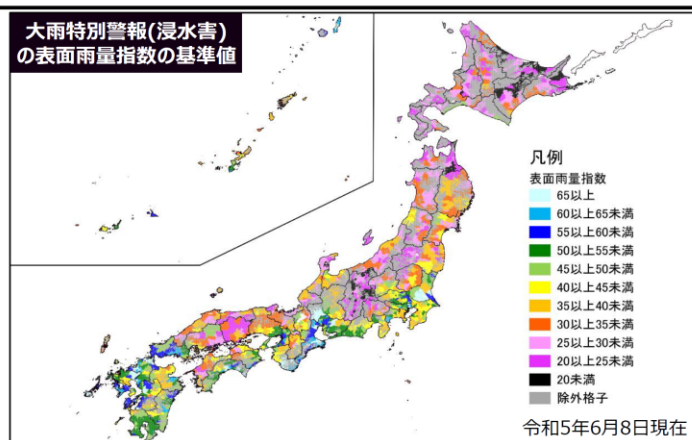 大雨特別警報(浸水害)
の表面雨量指数の基準値
凡例
表面雨量指数
65以上
60以上65未満
55以上60未満
50以上55未満
45以上50未満
40以上45未満
35以上40未満
30以上35未満
25以上30未満
20以上25未満
20未満
除外格子
令和5年6月8日現在